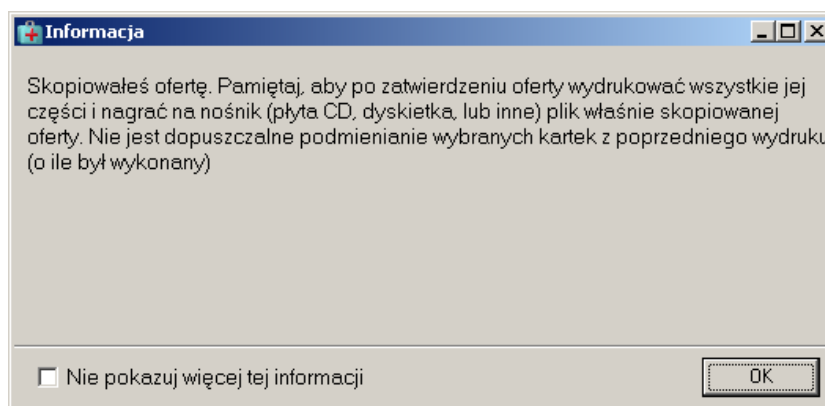 Informacja
Skopiowałeś ofertę. Pamiętaj, aby po zatwierdzeniu oferty wydrukować wszystkie jej
części i nagrać na nośnik (płyta CD, dyskietka, lub inne) plik właśnie skopiowanej
oferty. Nie jest dopuszczalne podmienianie wybranych kartek z poprzedniego wydruku
(o ile był wykonany)
Nie pokazuj więcej tej informacji
OK